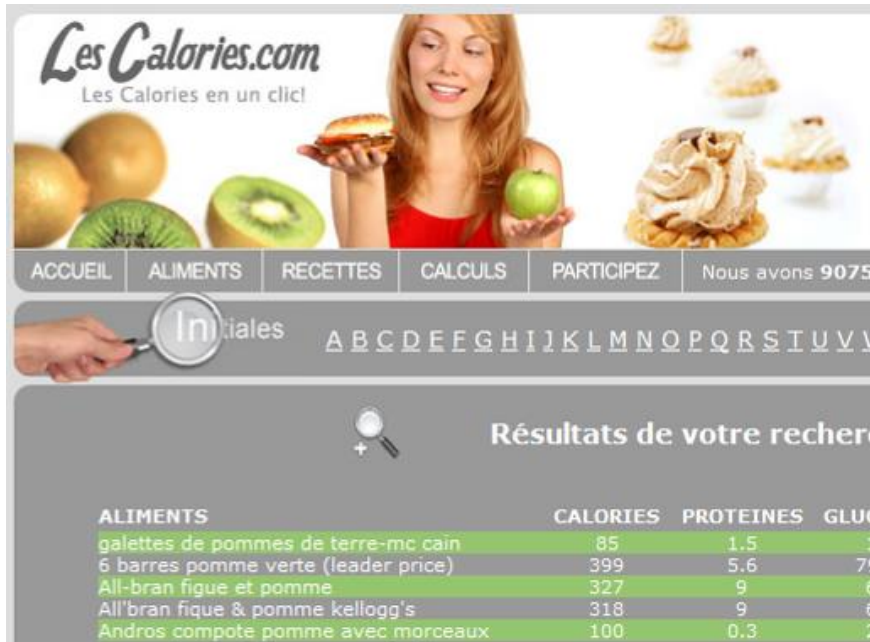 Les Calories.com
Les Calories en un clic!
ACCUEIL ALIMENTS RECETTES CALCULS PARTICIPEZ Nous avons 9075
Initiales A B C D E F G H I J K L M N O P Q R S T U V
Résultats de votre recher
ALIMENTS CALORIES PROTEINES GLU
galettes de pommes de terre-mc cain 85 1.5
6 barres pomme verte (leader price) 399 5.6
All-bran figue et pomme 327 9
All'bran fique & pomme kellogg's 318 9
Andros compote pomme avec morceaux 100 0.3